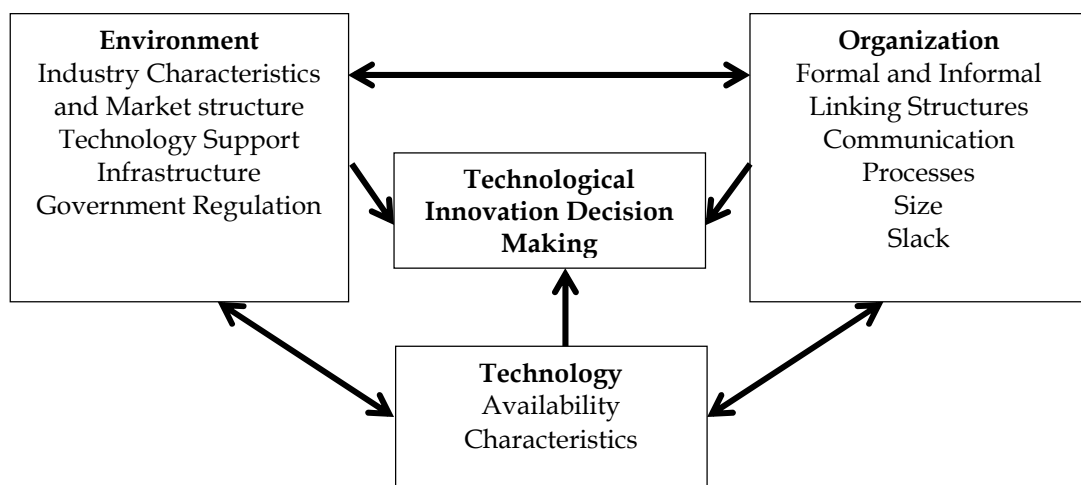 Environment
Industry Characteristics
and Market structure
Technology Support
Infrastructure
Government Regulation
Organization
Formal and Informal
Linking Structures
Communication
Processes
Size
Slack
Technological
Innovation Decision
Making
Technology
Availability
Characteristics